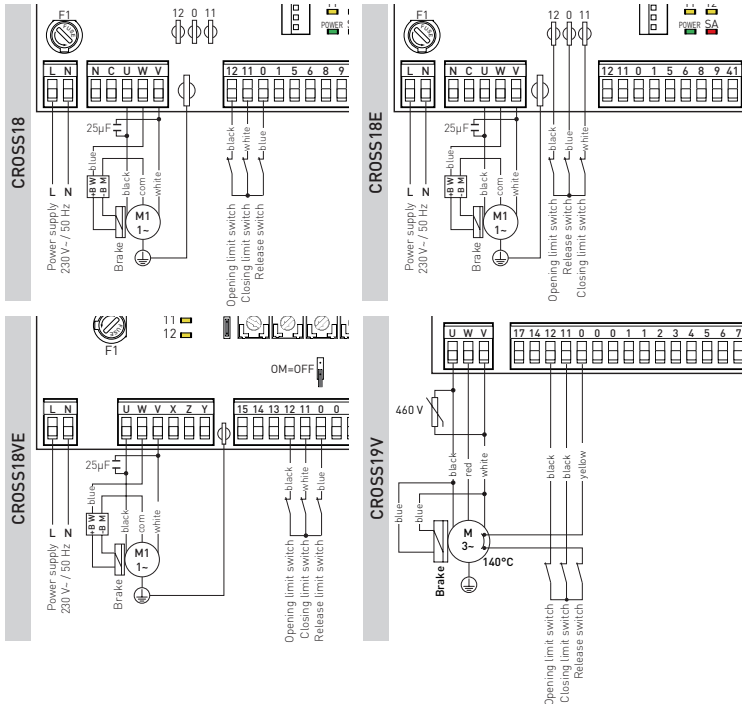 CROSS18
F1
FUSE
12 0 11
POWER
L N
N C U W V
12 11 0 1 5 6 8 9
25µF
blue
+B W
-B M
black
com
white
M1
1~
Brake
L N
Power supply
230 V~ / 50 Hz
black
white
blue
Opening limit switch
Closing limit switch
Release switch
CROSS18E
F1
FUSE
12 0 11
11 12
POWER SA
L N
N C U W V
12 11 0 1 5 6 8 9 41
25µF
blue
+B W
-B M
black
com
white
M1
1~
Brake
L N
Power supply
230 V~ / 50 Hz
black
blue
white
Opening limit switch
Release switch
Closing limit switch
CROSS18VE
F1
11
12
OM=OFF
L N
U W V X Z Y
15 14 13 12 11 0 0
25µF
blue
+B W
-B M
black
com
white
M1
1~
Brake
L N
Power supply
230 V~ / 50 Hz
black
white
blue
Opening limit switch
Closing limit switch
Release limit switch
CROSS19V
U W V
17 14 12 11 0 0 0 1 1 2 3 4 5 6 7
460 V
black
red
white
blue
blue
M
3~
140°C
Brake
black
black
yellow
Opening limit switch
Closing limit switch
Release switch